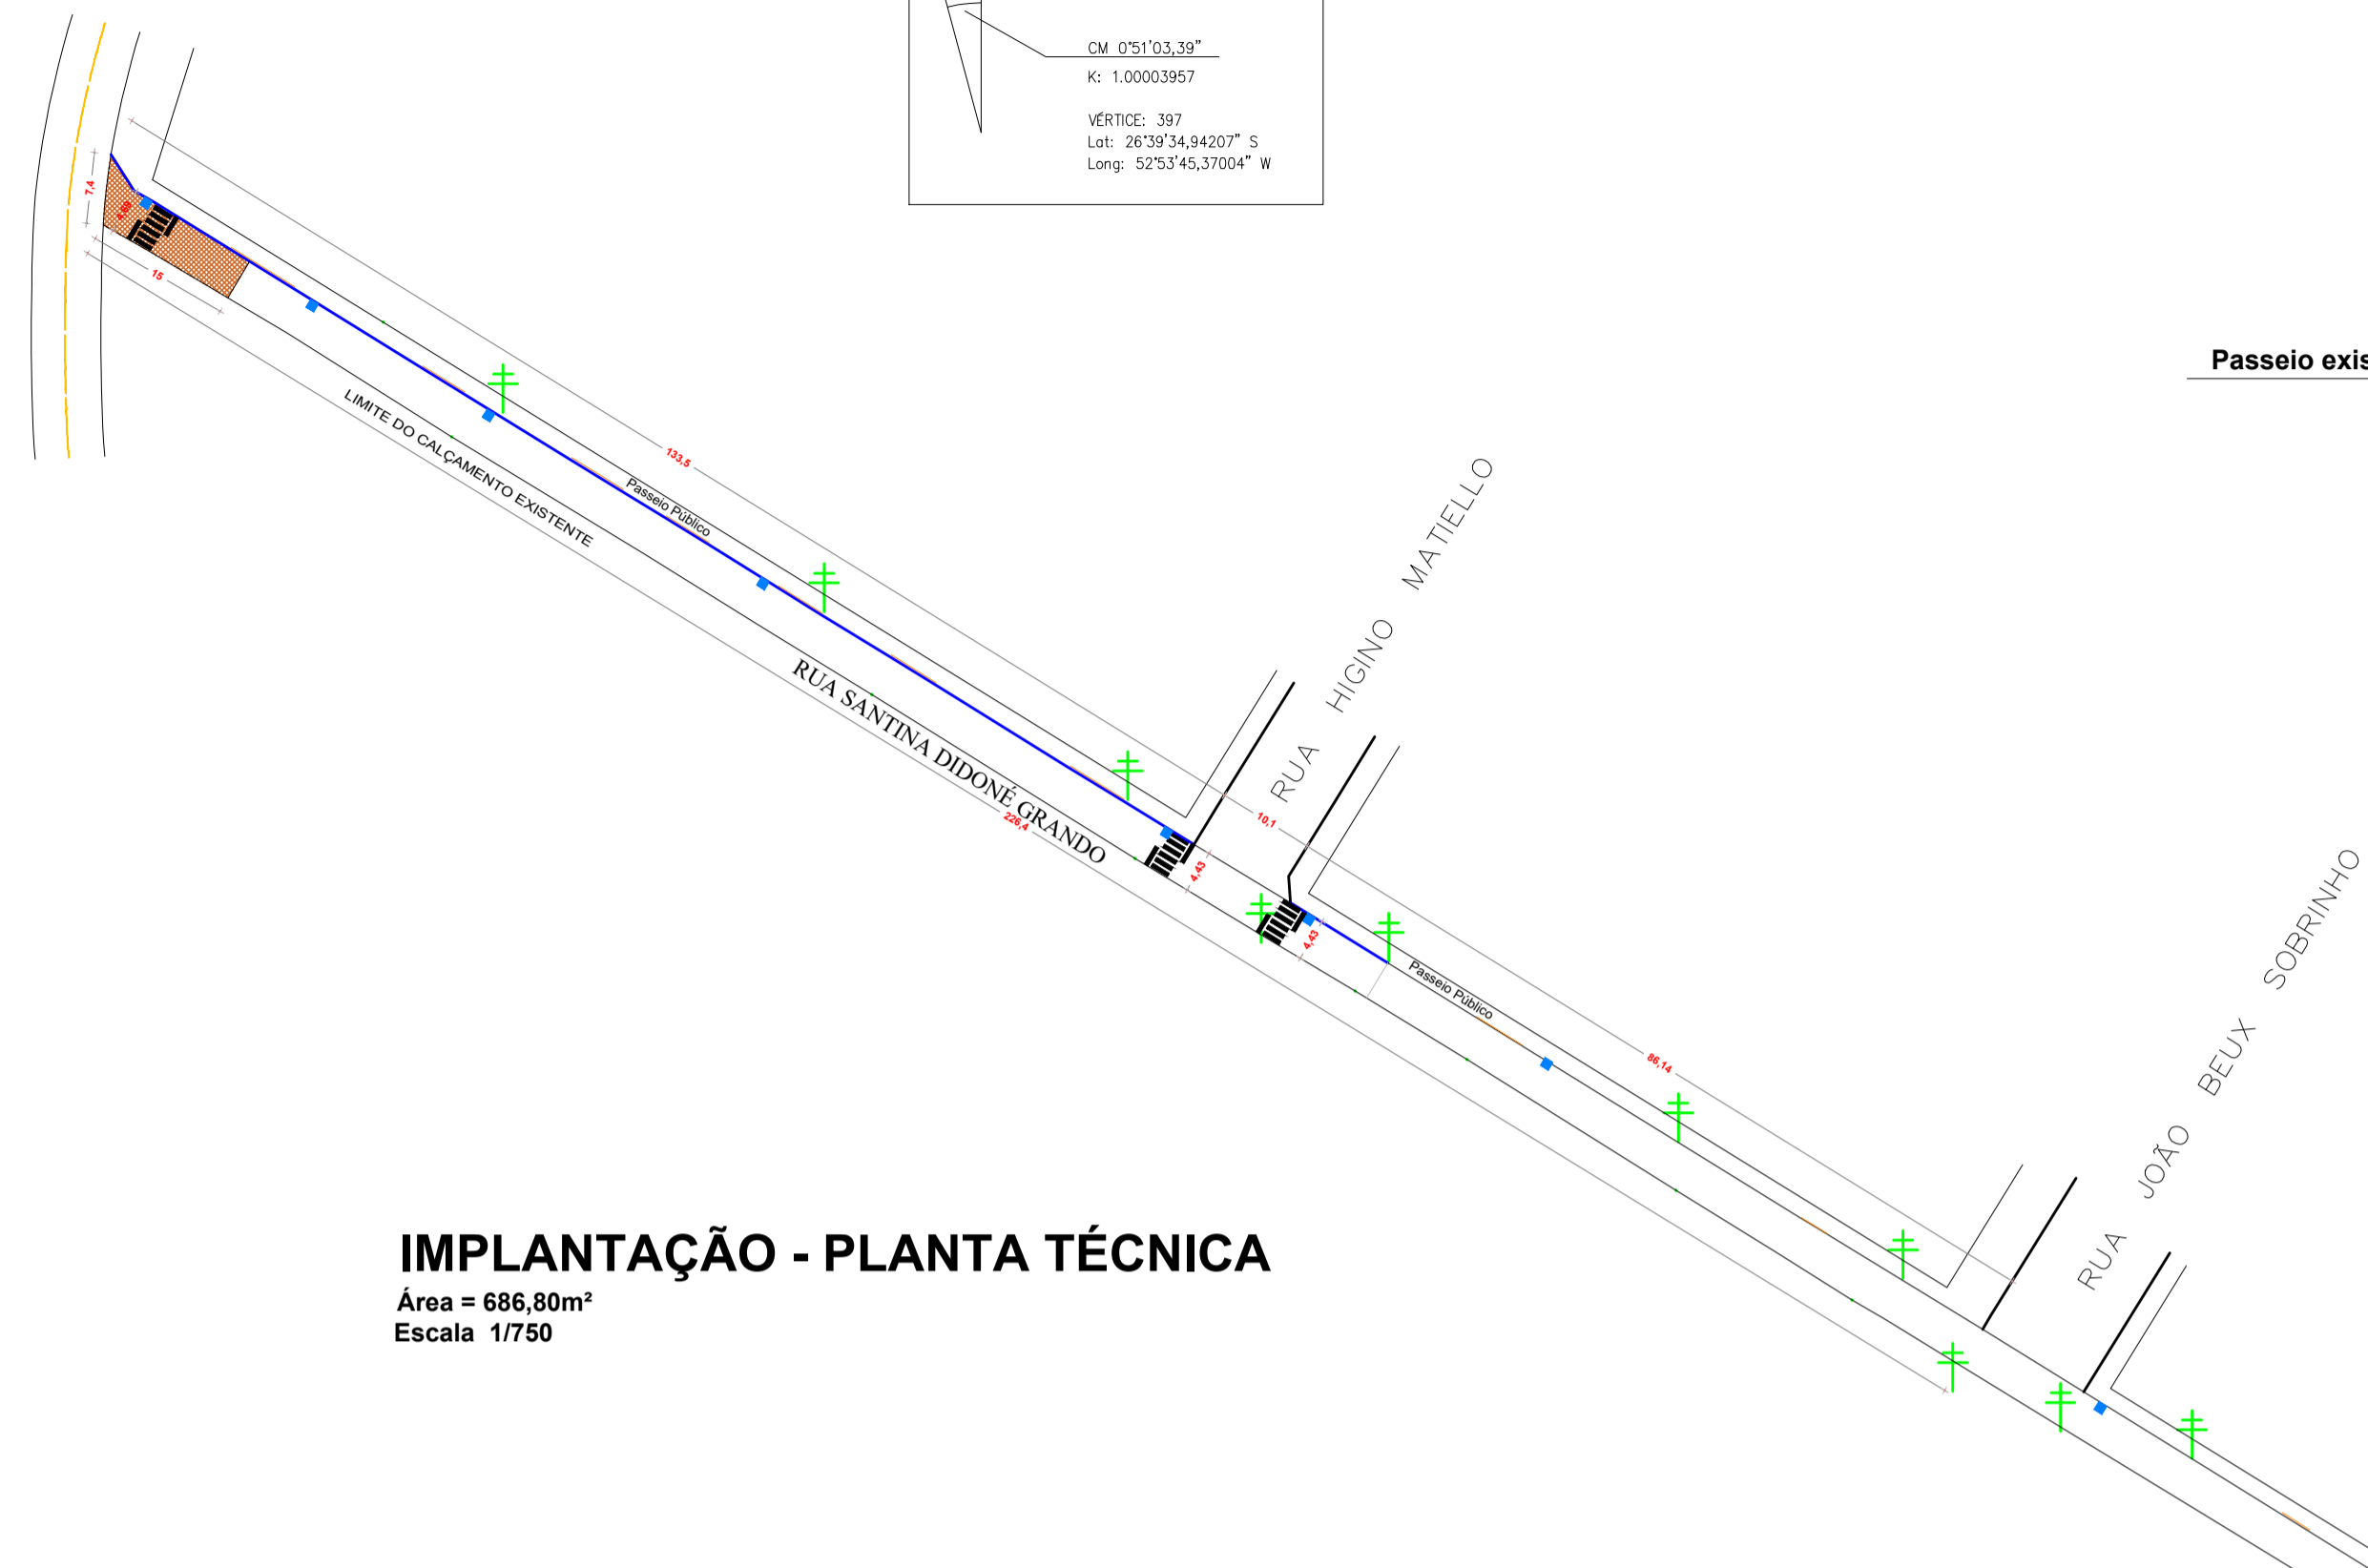 CM 0°51'03,39"
K: 1.00003957
VÉRTICE: 397
Lat: 26°39'34,94207" S
Long: 52°53'45,37004" W
7,4
4,69
15
Passeio exis
133,5
LIMITE DO CALÇAMENTO EXISTENTE
Passeio Público
RUA HIGINO MATIELLO
RUA SANTINA DIDONÉ GRANDO
226,4
10,1
4,43
4,43
Passeio Público
86,14
RUA JOÃO BEUX SOBRINHO
IMPLANTAÇÃO - PLANTA TÉCNICA
Área = 686,80m²
Escala 1/750